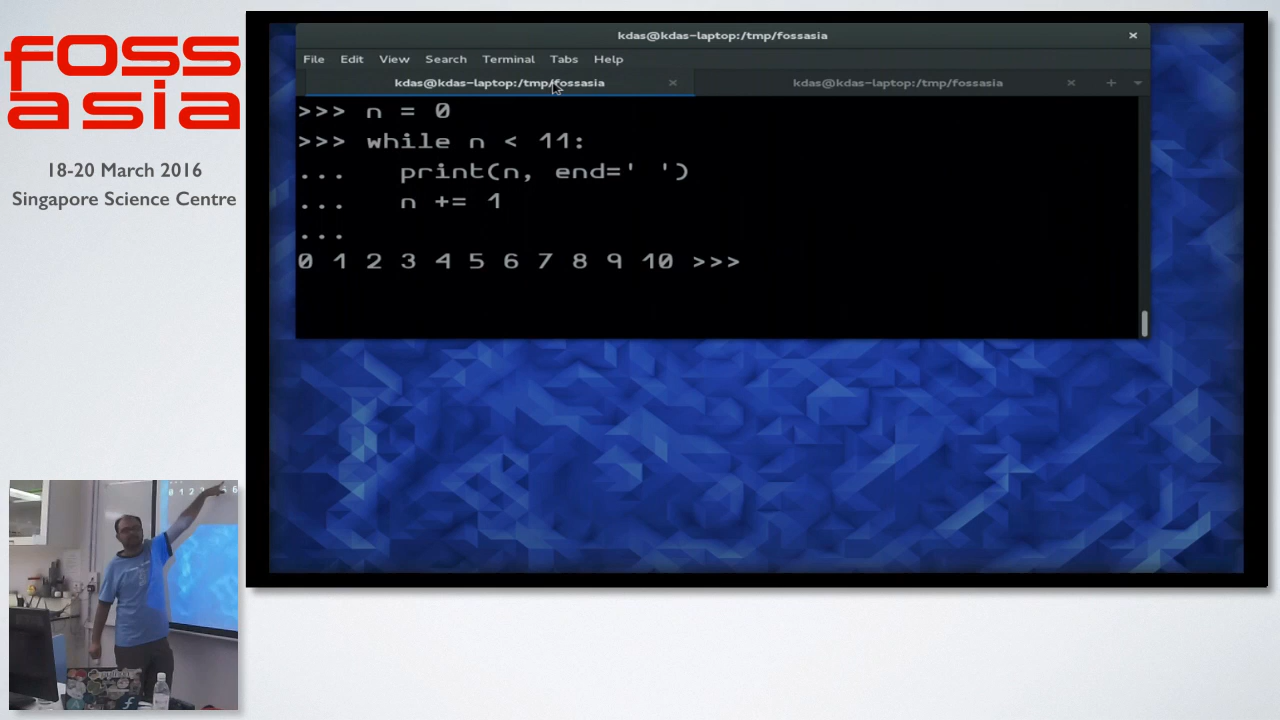 foss
asia
18-20 March 2016
Singapore Science Centre
kdas@kdas-laptop:/tmp/fossasia
File Edit View Search Terminal Tabs Help
kdas@kdas-laptop:/tmp/fossasia kdas@kdas-laptop:/tmp/fossasia
>>> n = 0
>>> while n < 11:
... print(n, end=' ')
... n += 1
...
0 1 2 3 4 5 6 7 8 9 10 >>>